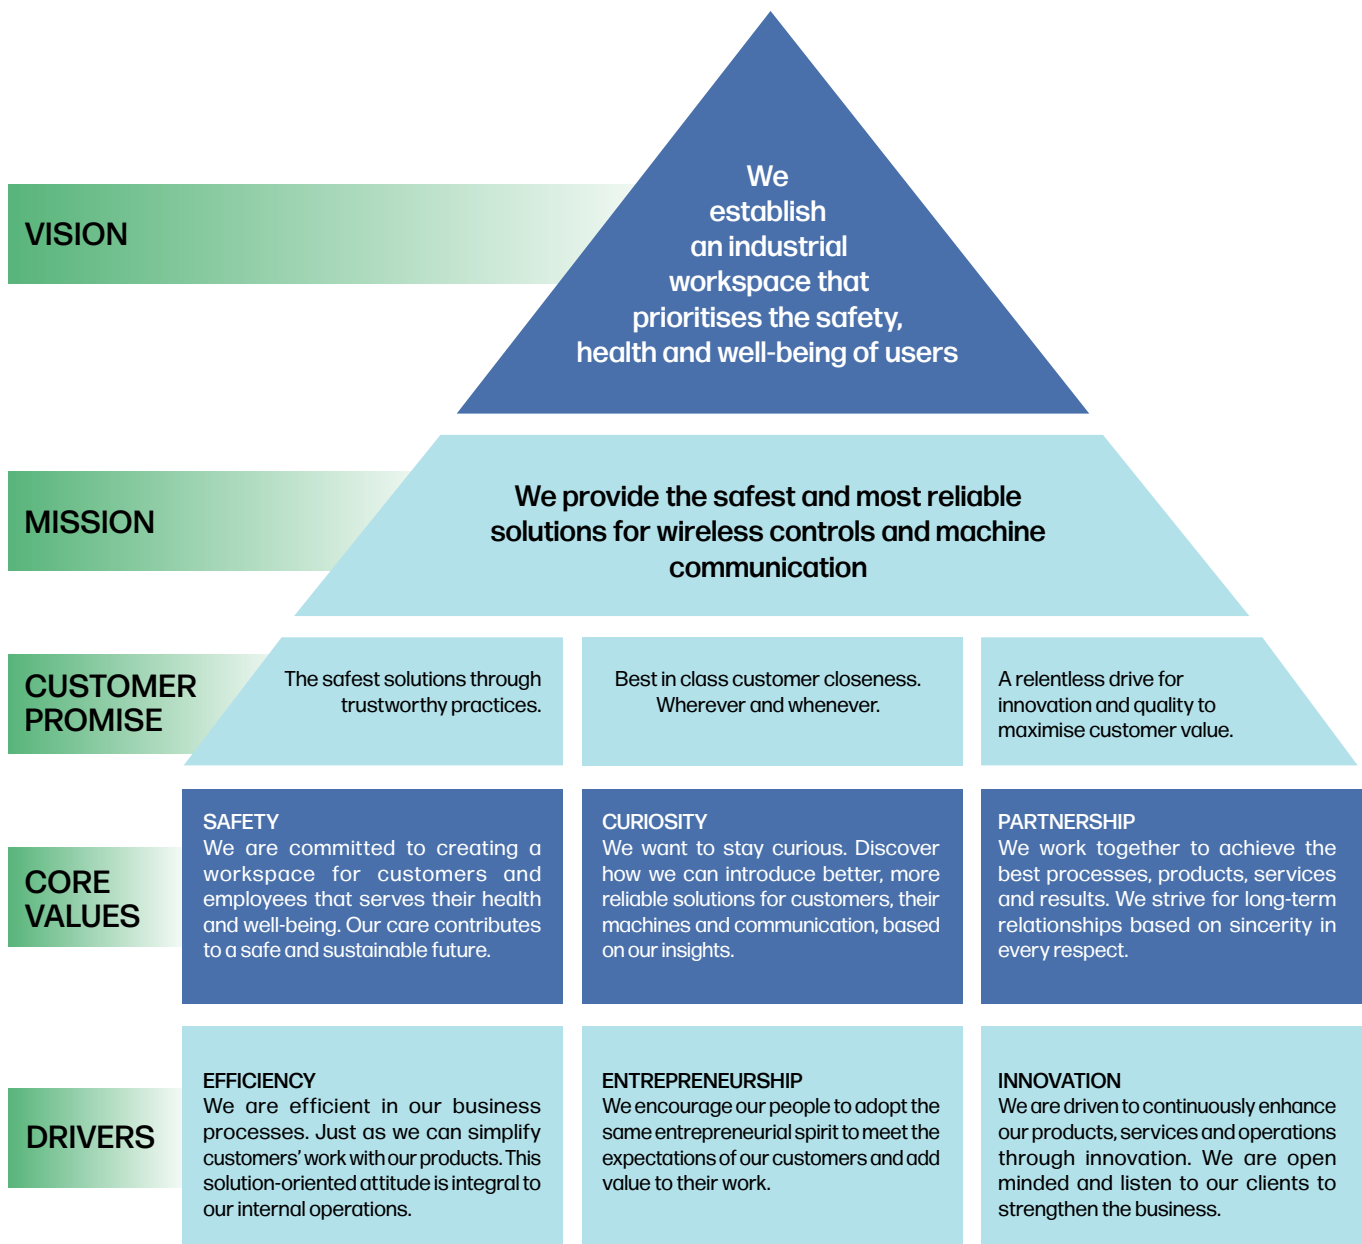 VISION
We
establish
an industrial
workspace that
prioritises the safety,
health and well-being of users
MISSION
We provide the safest and most reliable
solutions for wireless controls and machine
communication
CUSTOMER
PROMISE
The safest solutions through
trustworthy practices.
Best in class customer closeness.
Wherever and whenever.
A relentless drive for
innovation and quality to
maximise customer value.
CORE
VALUES
SAFETY
We are committed to creating a
workspace for customers and
employees that serves their health
and well-being. Our care contributes
to a safe and sustainable future.
CURIOSITY
We want to stay curious. Discover
how we can introduce better, more
reliable solutions for customers, their
machines and communication, based
on our insights.
PARTNERSHIP
We work together to achieve the
best processes, products, services
and results. We strive for long-term
relationships based on sincerity in
every respect.
DRIVERS
EFFICIENCY
We are efficient in our business
processes. Just as we can simplify
customers’ work with our products. This
solution-oriented attitude is integral to
our internal operations.
ENTREPRENEURSHIP
We encourage our people to adopt the
same entrepreneurial spirit to meet the
expectations of our customers and add
value to their work.
INNOVATION
We are driven to continuously enhance
our products, services and operations
through innovation. We are open
minded and listen to our clients to
strengthen the business.